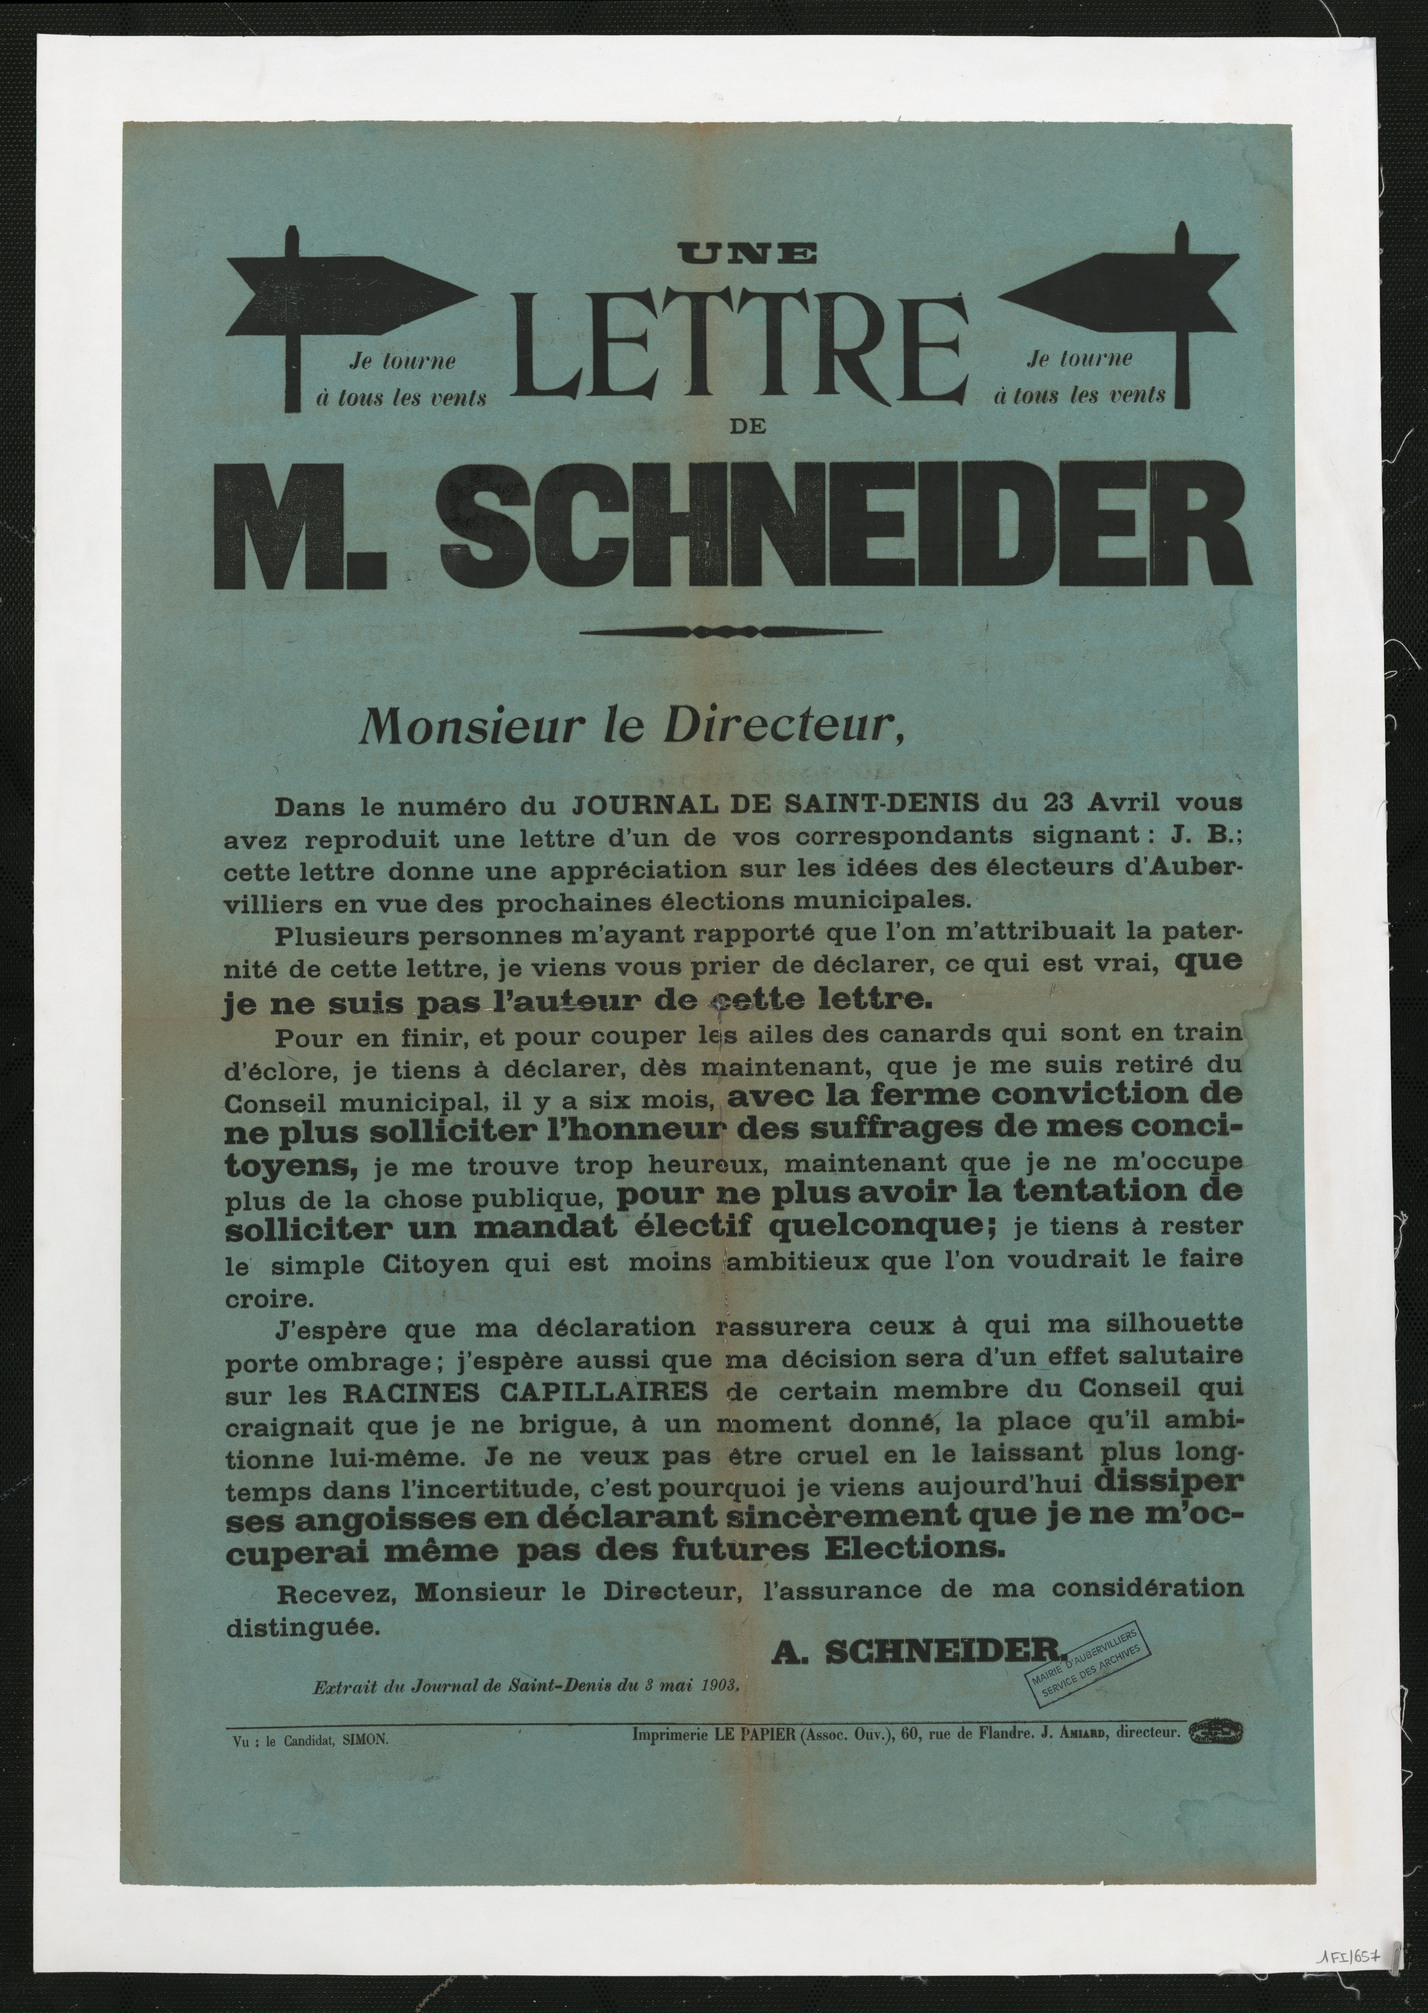 UNE
LETTRE
Je tourne
à tous les vents
Je tourne
à tous les vents
DE
M. SCHNEIDER
Monsieur le Directeur,
Dans le numéro du JOURNAL DE SAINT-DENIS du 23 Avril vous
avez reproduit une lettre d'un de vos correspondants signant : J. B.;
cette lettre donne une appréciation sur les idées des électeurs d'Auber-
villiers en vue des prochaines élections municipales.
Plusieurs personnes m'ayant rapporté que l'on m'attribuait la pater-
nité de cette lettre, je viens vous prier de déclarer, ce qui est vrai, que
je ne suis pas l'auteur de cette lettre.
Pour en finir, et pour couper les ailes des canards qui sont en train
d'éclore, je tiens à déclarer, dès maintenant, que je me suis retiré du
Conseil municipal, il y a six mois, avec la ferme conviction de
ne plus solliciter l'honneur des suffrages de mes conci-
toyens, je me trouve trop heureux, maintenant que je ne m'occupe
plus de la chose publique, pour ne plus avoir la tentation de
solliciter un mandat électif quelconque; je tiens à rester
le simple Citoyen qui est moins ambitieux que l'on voudrait le faire
croire.
J'espère que ma déclaration rassurera ceux à qui ma silhouette
porte ombrage; j'espère aussi que ma décision sera d'un effet salutaire
sur les RACINES CAPILLAIRES de certain membre du Conseil qui
craignait que je ne brigue, à un moment donné, la place qu'il ambi-
tionne lui-même. Je ne veux pas être cruel en le laissant plus long-
temps dans l'incertitude, c'est pourquoi je viens aujourd'hui dissiper
ses angoisses en déclarant sincèrement que je ne m'oc-
cuperai même pas des futures Elections.
Recevez, Monsieur le Directeur, l'assurance de ma considération
distinguée.
A. SCHNEIDER.
MAIRIE D'AUBERVILLIERS
SERVICE DES ARCHIVES
Extrait du Journal de Saint-Denis du 3 mai 1903.
Vu : le Candidat, SIMON.
Imprimerie LE PAPIER (Assoc. Ouv.), 60, rue de Flandre. J. AMIARD, directeur.
1FI/657